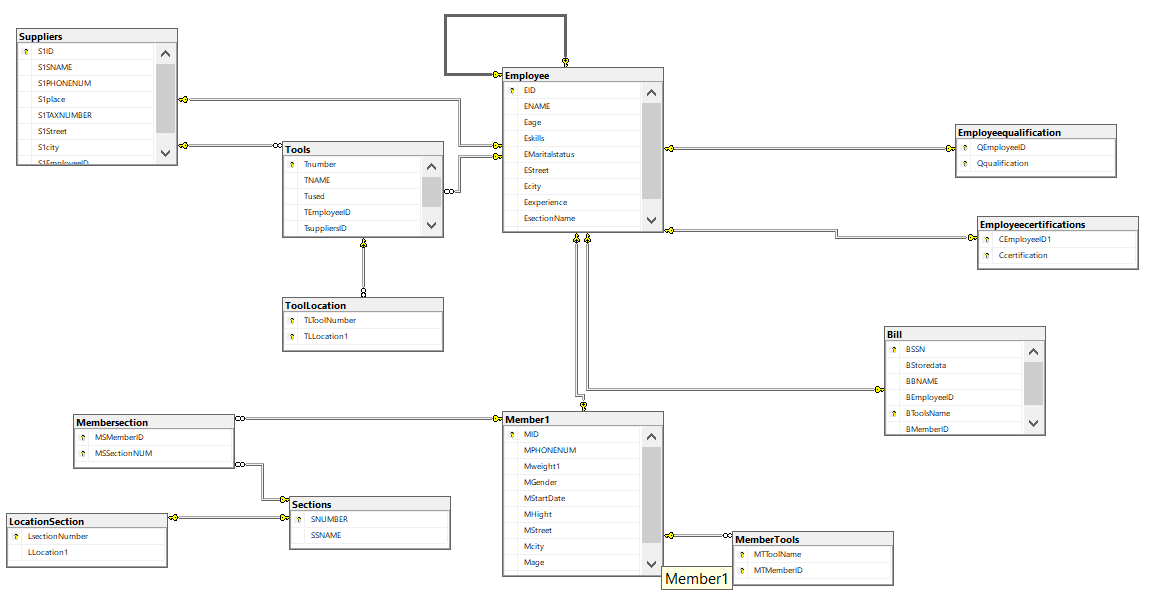 Suppliers
S1ID
S1SNAME
S1PHONENUM
S1place
S1TAXNUMBER
S1Street
S1city
S1EmployeeID
Employee
EID
ENAME
Eage
Eskills
EMaritalstatus
EStreet
Ecity
Eexperience
EsectionName
Employeequalification
QEmployeeID
Qqualification
Tools
Tnumber
TNAME
Tused
TEmployeeID
TsuppliersID
Employeecertifications
CEmployeeID1
Ccertification
ToolLocation
TLToolNumber
TLLocation1
Bill
BSSN
BStoredata
BBNAME
BEmployeeID
BToolsName
BMemberID
Membersection
MSMemberID
MSSectionNUM
Member1
MID
MPHONENUM
Mweight1
MGender
MStartDate
MHight
MStreet
Mcity
Mage
Sections
SNUMBER
SSNAME
LocationSection
LsectionNumber
LLocation1
MemberTools
MTToolName
MTMemberID
Member1